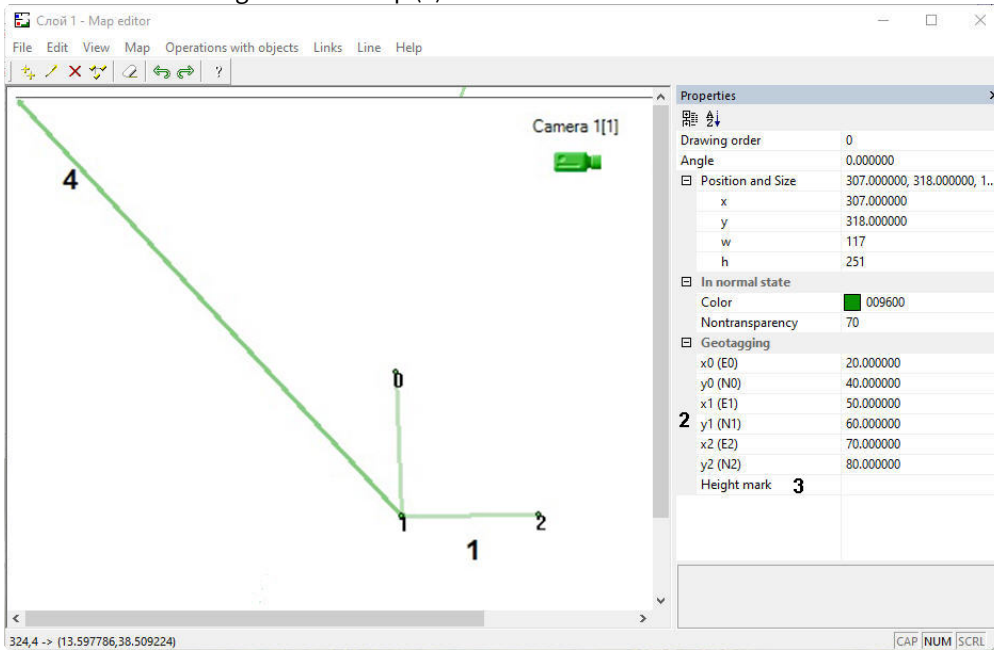 Слой 1 - Map editor
File Edit View Map Operations with objects Links Line Help
?
Camera 1[1]
4
0
1
2
1
Properties
Drawing order 0
Angle 0.000000
Position and Size 307.000000, 318.000000, 1...
x 307.000000
y 318.000000
w 117
h 251
In normal state
Color 009600
Nontransparency 70
Geotagging
x0 (E0) 20.000000
y0 (N0) 40.000000
x1 (E1) 50.000000
2 y1 (N1) 60.000000
x2 (E2) 70.000000
y2 (N2) 80.000000
Height mark 3
324,4 -> (13.597786,38.509224)
CAP NUM SCRL